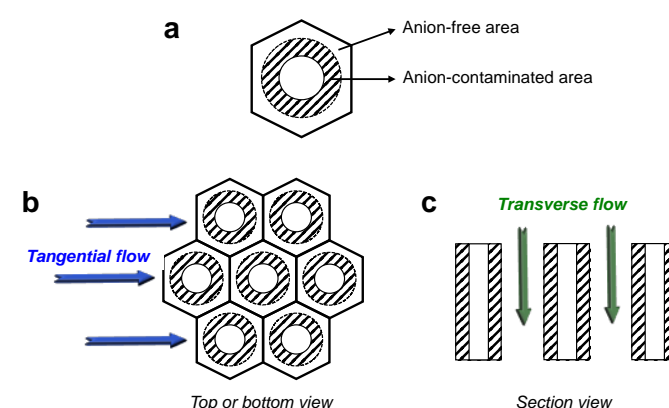 a
Anion-free area
Anion-contaminated area
b
Tangential flow
Top or bottom view
c
Transverse flow
Section view